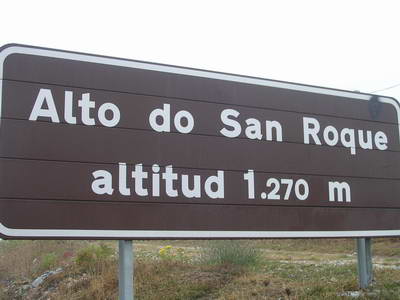 Alto do San Roque
altitud 1.270 m